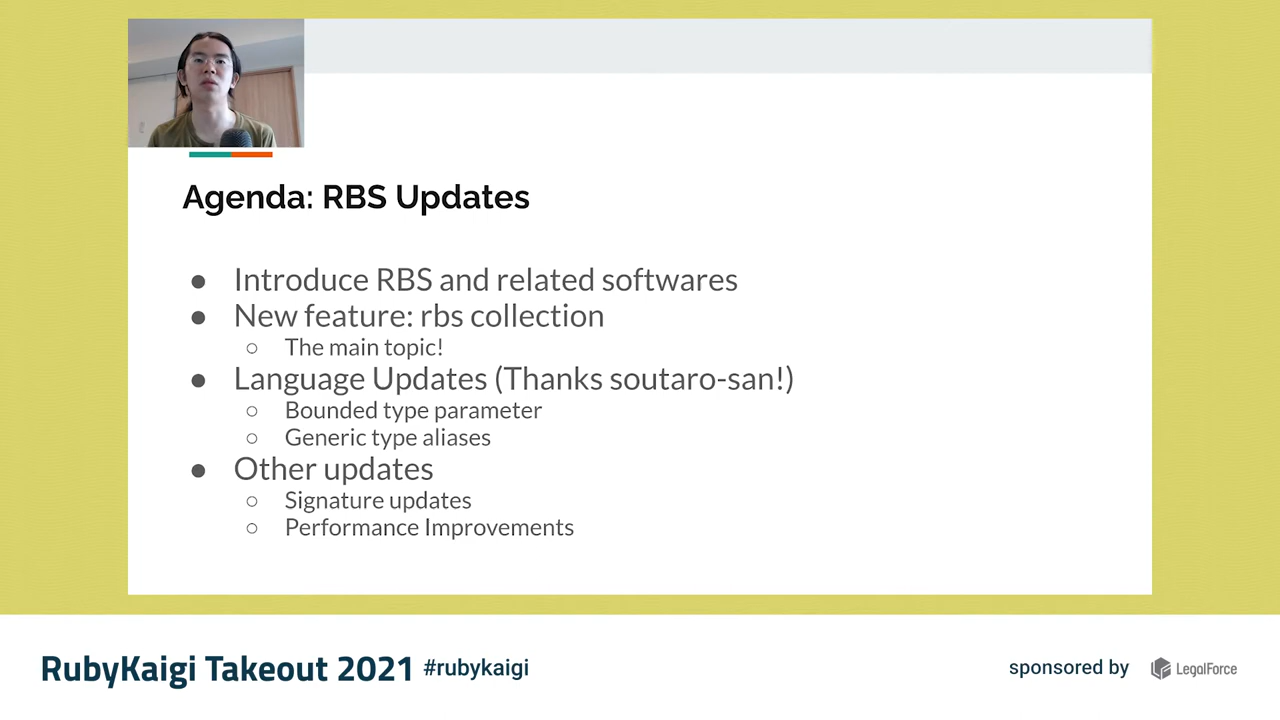 Agenda: RBS Updates
● Introduce RBS and related softwares
● New feature: rbs collection
○ The main topic!
● Language Updates (Thanks soutaro-san!)
○ Bounded type parameter
○ Generic type aliases
● Other updates
○ Signature updates
○ Performance Improvements
RubyKaigi Takeout 2021 #rubykaigi
sponsored by LegalForce